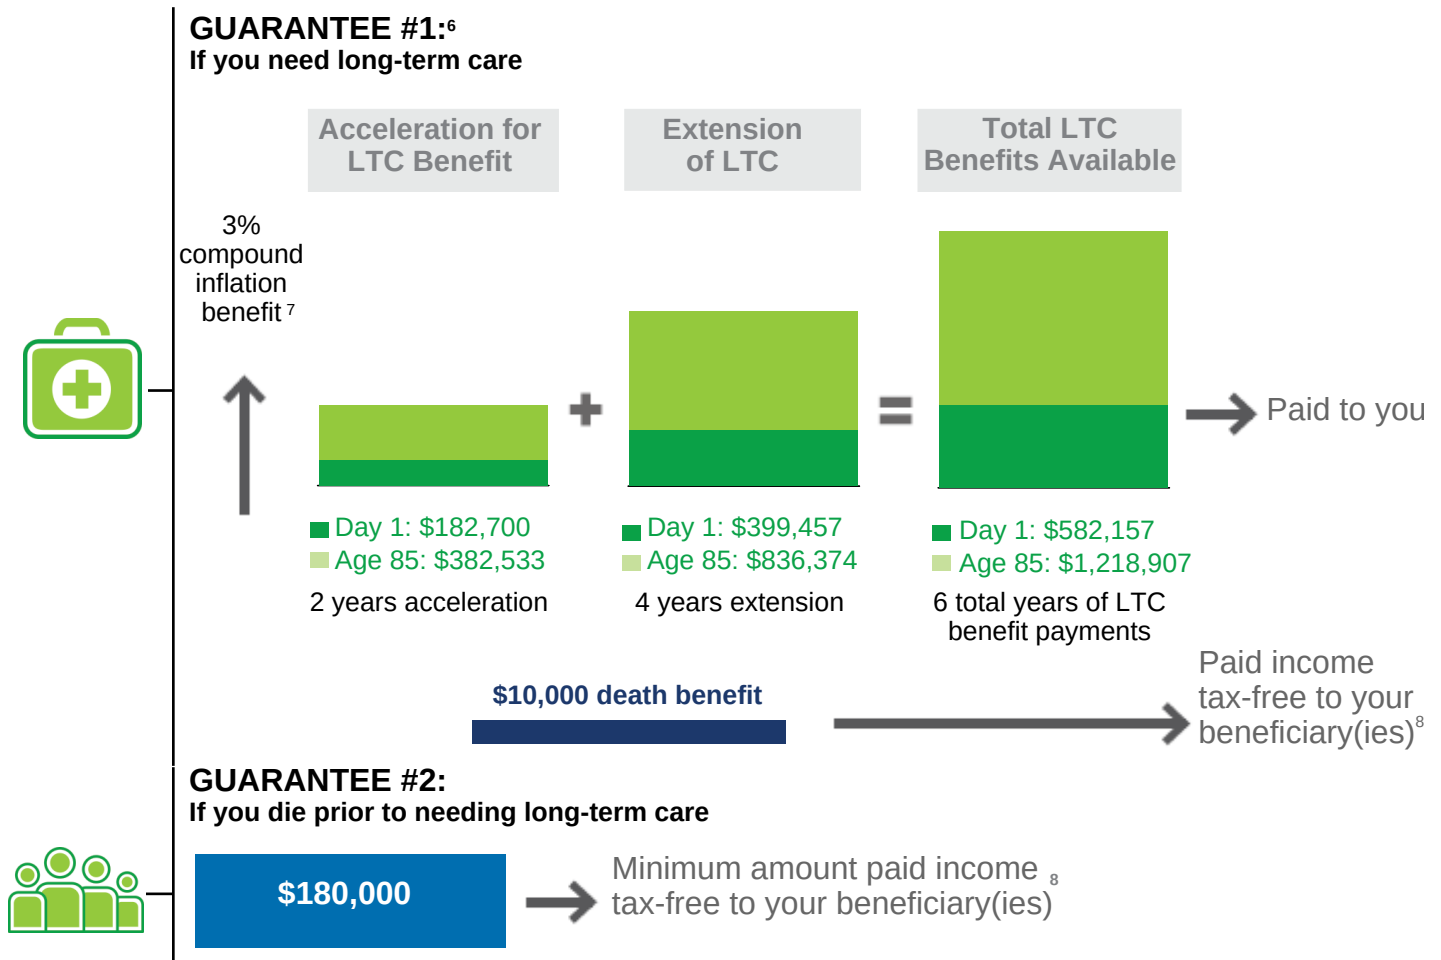 GUARANTEE #1:6
If you need long-term care
Acceleration for
LTC Benefit
Extension
of LTC
Total LTC
Benefits Available
3%
compound
inflation
benefit 7
Paid to you
Day 1: $182,700
Age 85: $382,533
2 years acceleration
Day 1: $399,457
Age 85: $836,374
4 years extension
Day 1: $582,157
Age 85: $1,218,907
6 total years of LTC
benefit payments
$10,000 death benefit
Paid income
tax-free to your
beneficiary(ies)8
GUARANTEE #2:
If you die prior to needing long-term care
$180,000
Minimum amount paid income 8
tax-free to your beneficiary(ies)